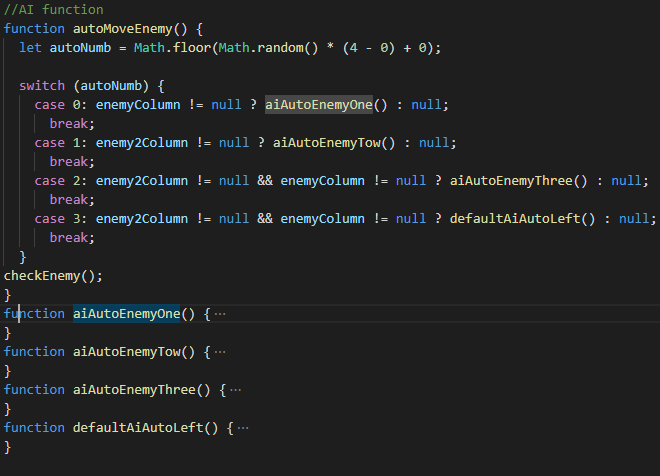 //AI function
function autoMoveEnemy() {
  let autoNumb = Math.floor(Math.random() * (4 - 0) + 0);

  switch (autoNumb) {
    case 0: enemyColumn != null ? aiAutoEnemyOne() : null;
      break;
    case 1: enemy2Column != null ? aiAutoEnemyTow() : null;
      break;
    case 2: enemy2Column != null && enemyColumn != null ? aiAutoEnemyThree() : null;
      break;
    case 3: enemy2Column != null && enemyColumn != null ? defaultAiAutoLeft() : null;
      break;
  }
checkEnemy();
}
function aiAutoEnemyOne() {⋯
}
function aiAutoEnemyTow() {⋯
}
function aiAutoEnemyThree() {⋯
}
function defaultAiAutoLeft() {⋯
}